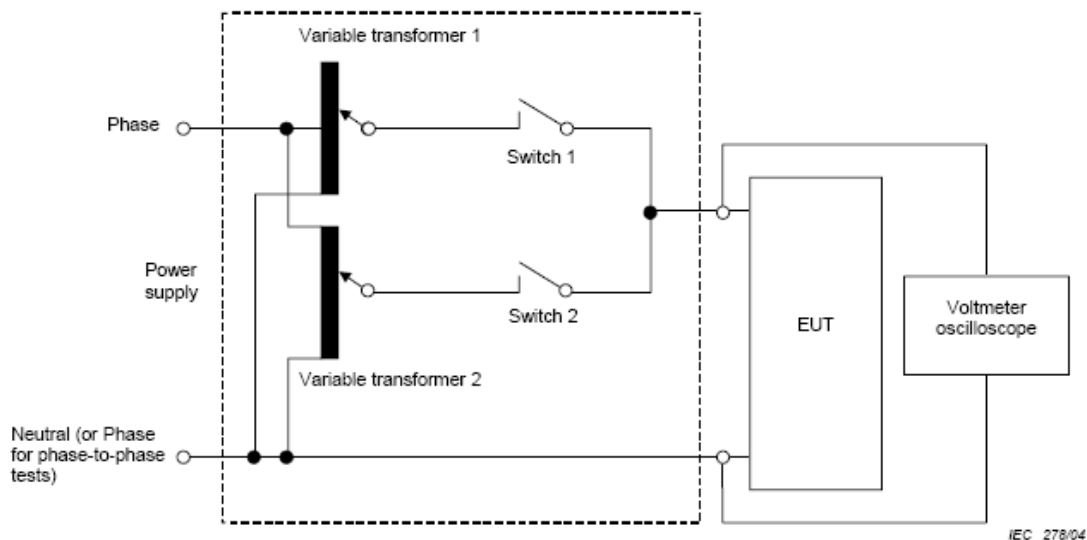 Variable transformer 1
Phase
Switch 1
Power
supply
Switch 2
EUT
Voltmeter
oscilloscope
Variable transformer 2
Neutral (or Phase
for phase-to-phase
tests)
IEC 278/04